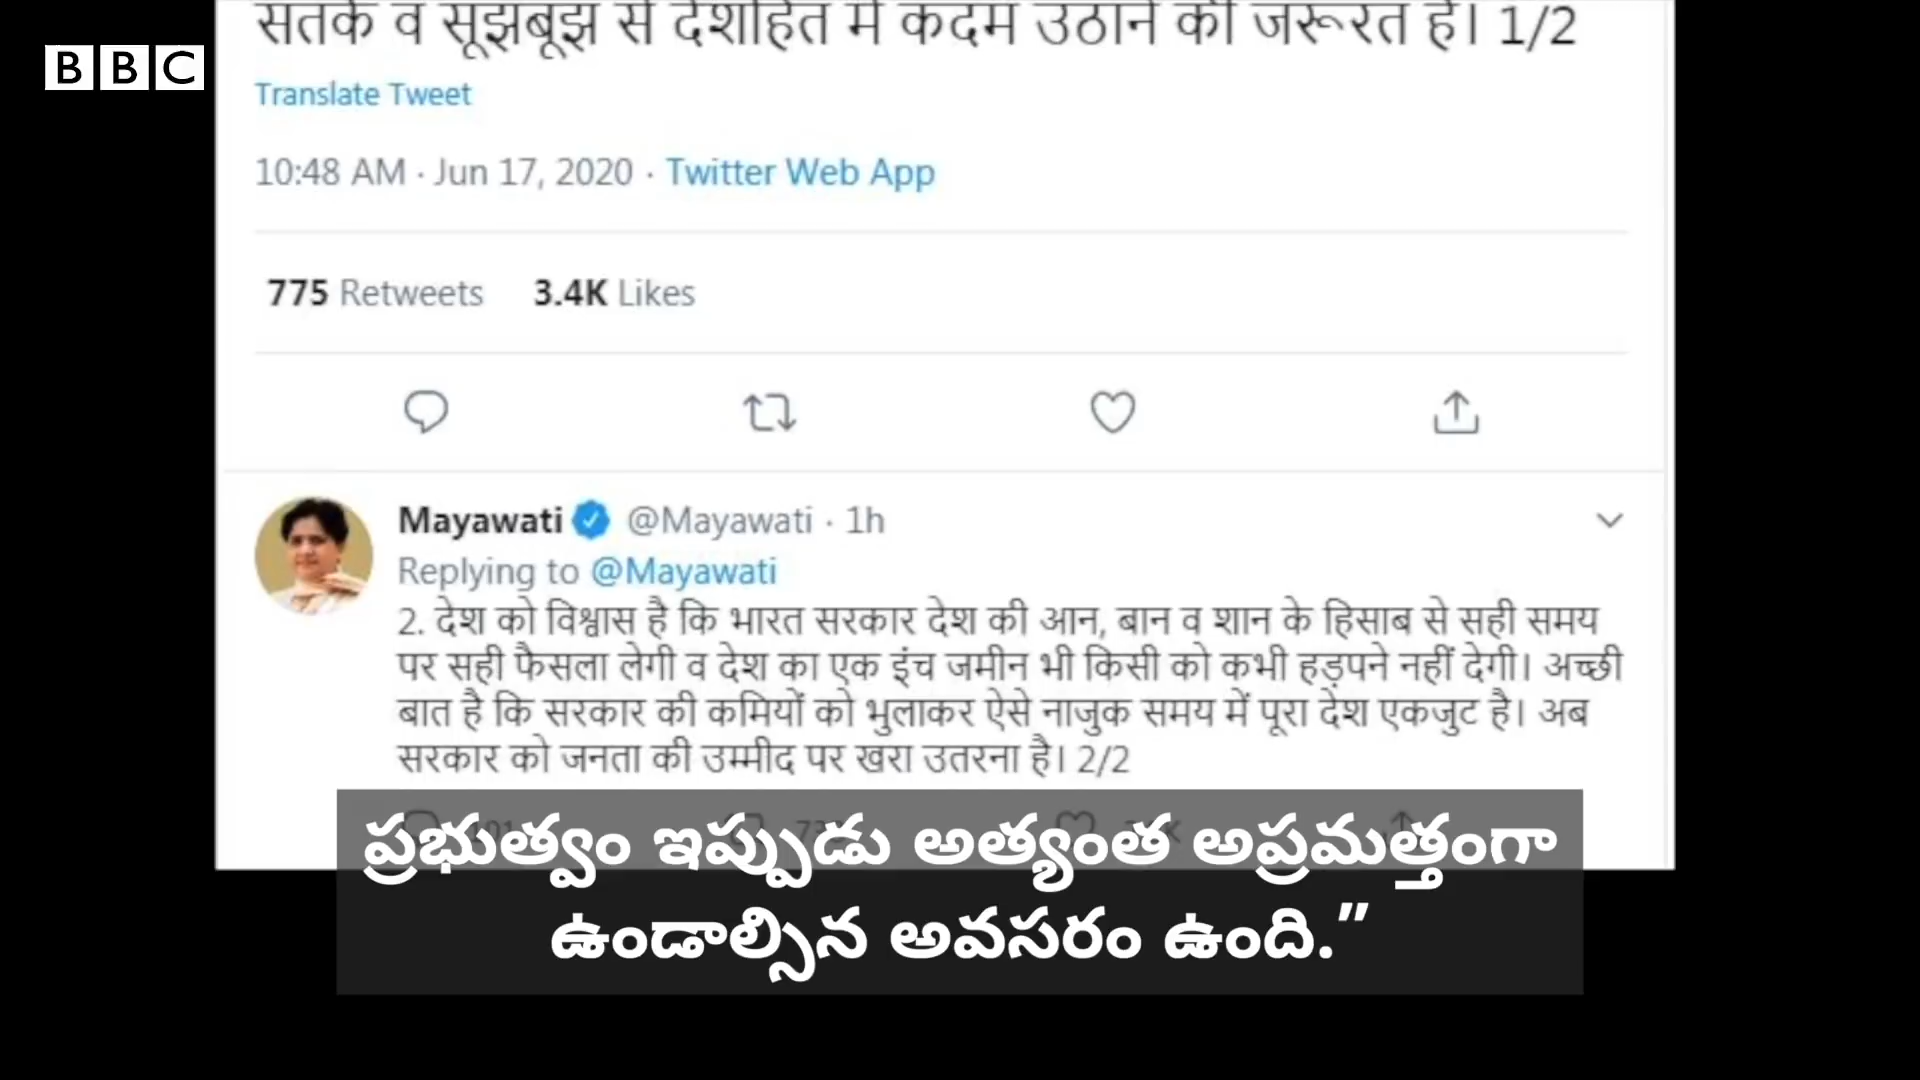 सतर्क व सूझबूझ से देशहित में कदम उठाने की जरूरत है। 1/2
BBC
Translate Tweet
10:48 AM · Jun 17, 2020 · Twitter Web App
775 Retweets 3.4K Likes
Mayawati @Mayawati · 1h
Replying to @Mayawati
2. देश को विश्वास है कि भारत सरकार देश की आन, बान व शान के हिसाब से सही समय
पर सही फैसला लेगी व देश का एक इंच जमीन भी किसी को कभी हड़पने नहीं देगी। अच्छी
बात है कि सरकार की कमियों को भुलाकर ऐसे नाजुक समय में पूरा देश एकजुट है। अब
सरकार को जनता की उम्मीद पर खरा उतरना है। 2/2
ప్రభుత్వం ఇప్పుడు అత్యంత అప్రమత్తంగా
ఉండాల్సిన అవసరం ఉంది.”